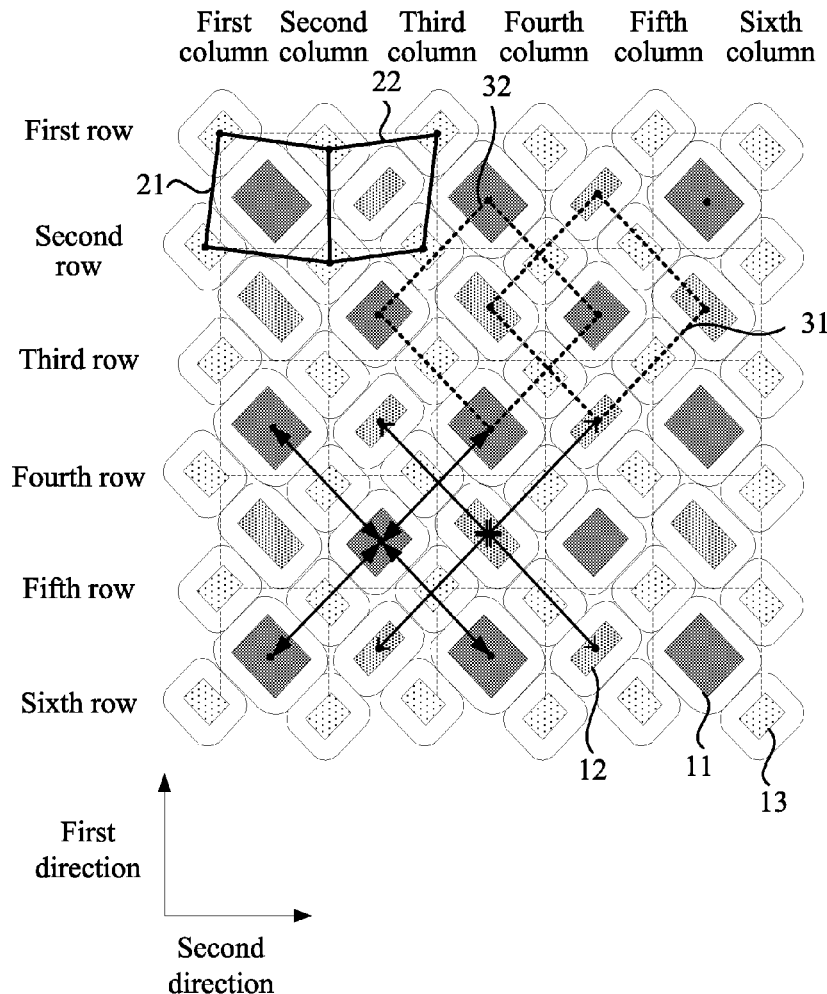 First Second Third Fourth Fifth Sixth
column column column column column column
22
32
First row
21
Second
row
31
Third row
Fourth row
Fifth row
Sixth row
12
11
13
First
direction
Second
direction